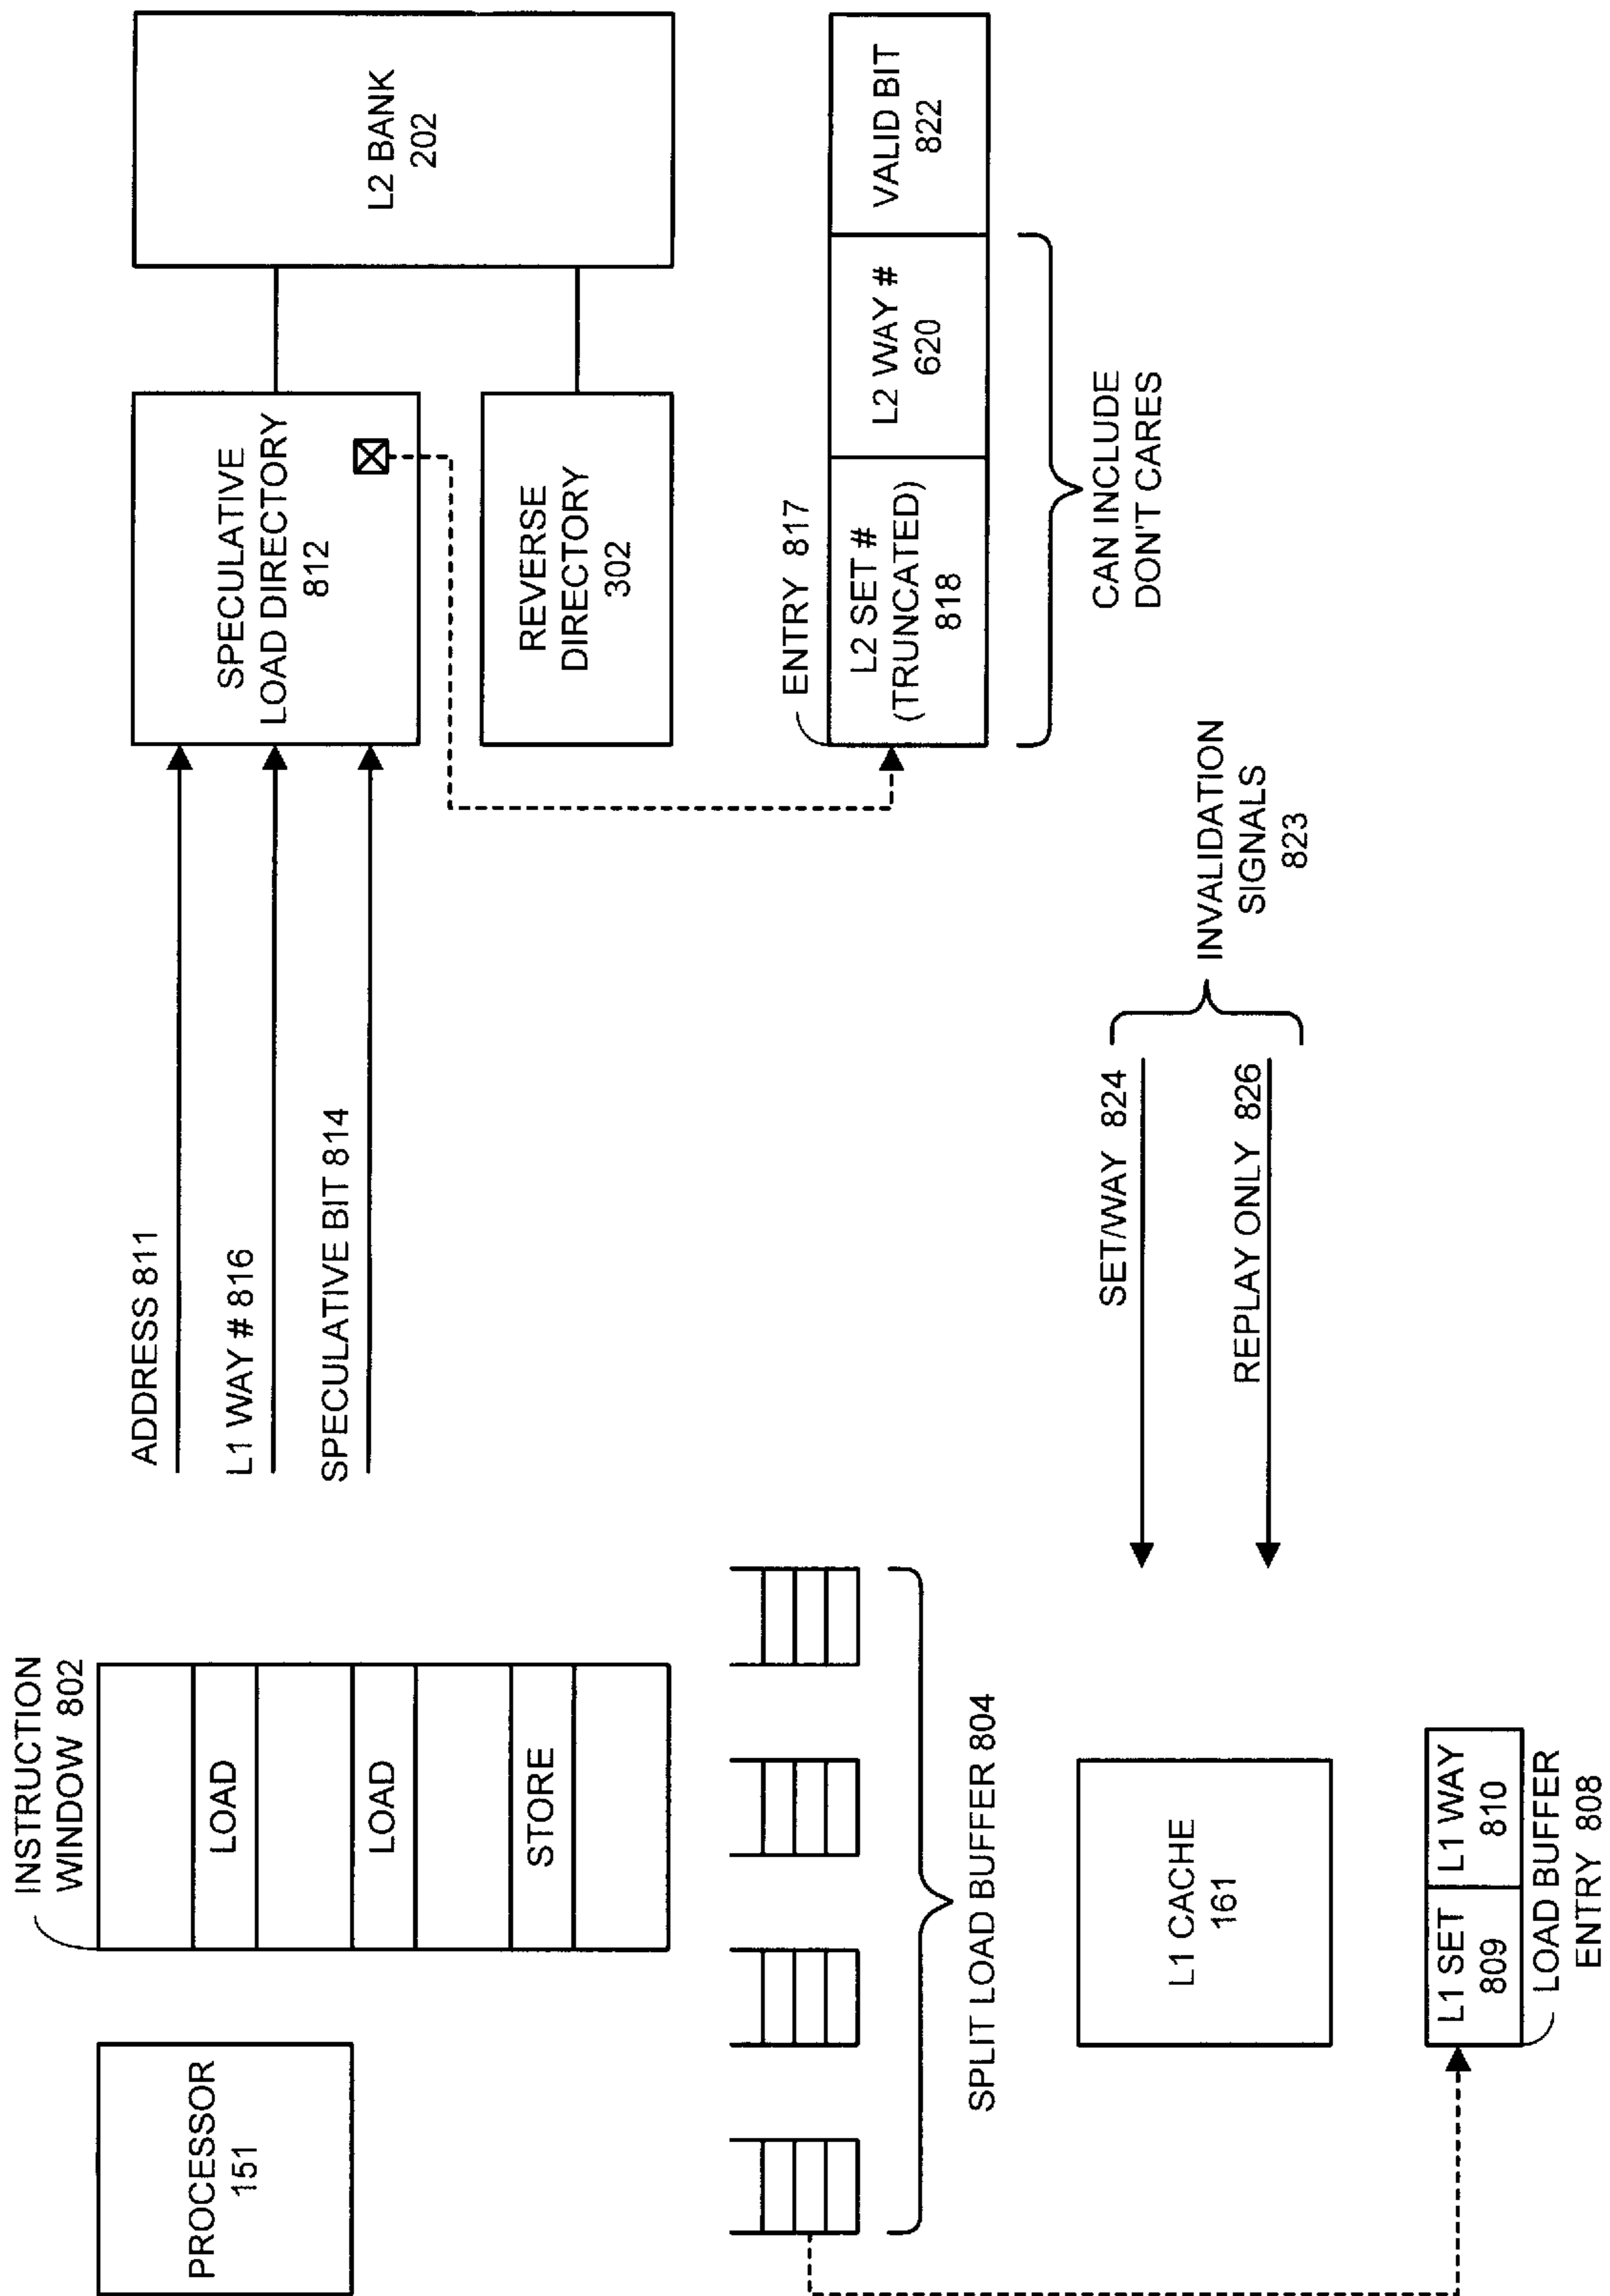 PROCESSOR
151
INSTRUCTION
WINDOW 802
LOAD
LOAD
STORE
ADDRESS 811
L1 WAY # 816
SPECULATIVE BIT 814
SPECULATIVE
LOAD DIRECTORY
812
L2 BANK
202
REVERSE
DIRECTORY
302
SPLIT LOAD BUFFER 804
ENTRY 817
L2 SET #
(TRUNCATED)
818
L2 WAY #
620
VALID BIT
822
CAN INCLUDE
DON'T CARES
L1 CACHE
161
SET/WAY 824
REPLAY ONLY 826
INVALIDATION
SIGNALS
823
L1 SET
809
L1 WAY
810
LOAD BUFFER
ENTRY 808